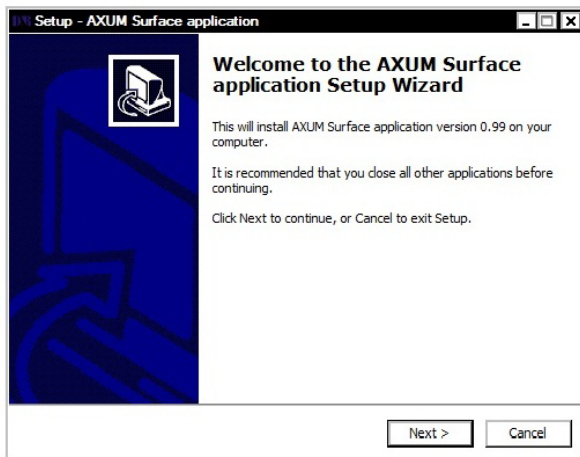 Setup - AXUM Surface application
Welcome to the AXUM Surface
application Setup Wizard
This will install AXUM Surface application version 0.99 on your
computer.
It is recommended that you close all other applications before
continuing.
Click Next to continue, or Cancel to exit Setup.
Next >
Cancel